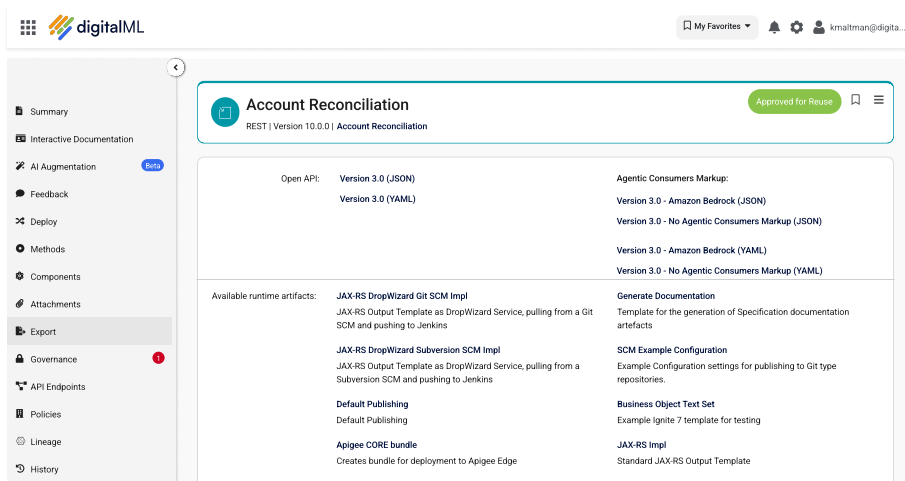 digitalML
My Favorites
kmaltman@digita...
Summary
Interactive Documentation
AI Augmentation
Beta
Feedback
Deploy
Methods
Components
Attachments
Export
Governance
1
API Endpoints
Policies
Lineage
History
Account Reconciliation
REST | Version 10.0.0 | Account Reconciliation
Approved for Reuse
Open API:
Version 3.0 (JSON)
Version 3.0 (YAML)
Agentic Consumers Markup:
Version 3.0 - Amazon Bedrock (JSON)
Version 3.0 - No Agentic Consumers Markup (JSON)
Version 3.0 - Amazon Bedrock (YAML)
Version 3.0 - No Agentic Consumers Markup (YAML)
Available runtime artifacts:
JAX-RS DropWizard Git SCM Impl
JAX-RS Output Template as DropWizard Service, pulling from a Git
SCM and pushing to Jenkins
JAX-RS DropWizard Subversion SCM Impl
JAX-RS Output Template as DropWizard Service, pulling from a
Subversion SCM and pushing to Jenkins
Default Publishing
Default Publishing
Apigee CORE bundle
Creates bundle for deployment to Apigee Edge
Generate Documentation
Template for the generation of Specification documentation
artefacts
SCM Example Configuration
Example Configuration settings for publishing to Git type
repositories.
Business Object Text Set
Example Ignite 7 template for testing
JAX-RS Impl
Standard JAX-RS Output Template